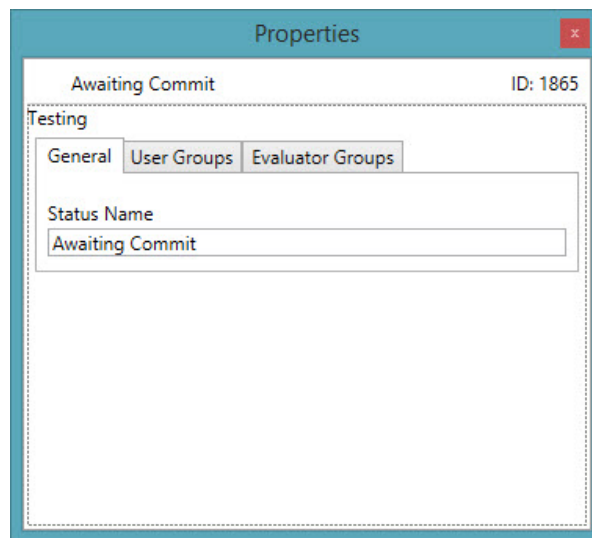 Properties
x
Awaiting Commit ID: 1865
Testing
General User Groups Evaluator Groups
Status Name
Awaiting Commit